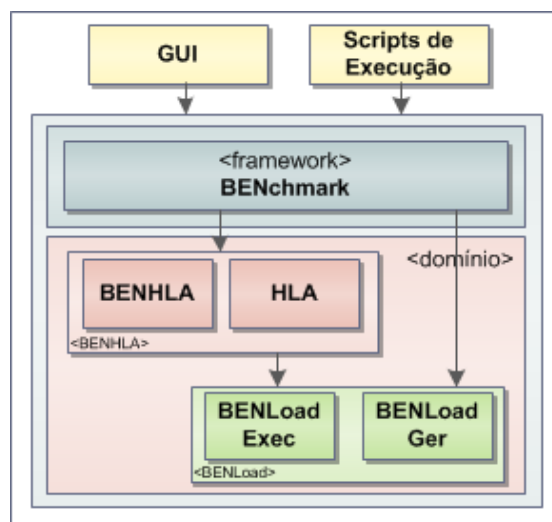 GUI
Scripts de
Execução
<framework>
BENchmark
<domínio>
BENHLA
HLA
<BENHLA>
BENLoad
Exec
BENLoad
Ger
<BENLoad>